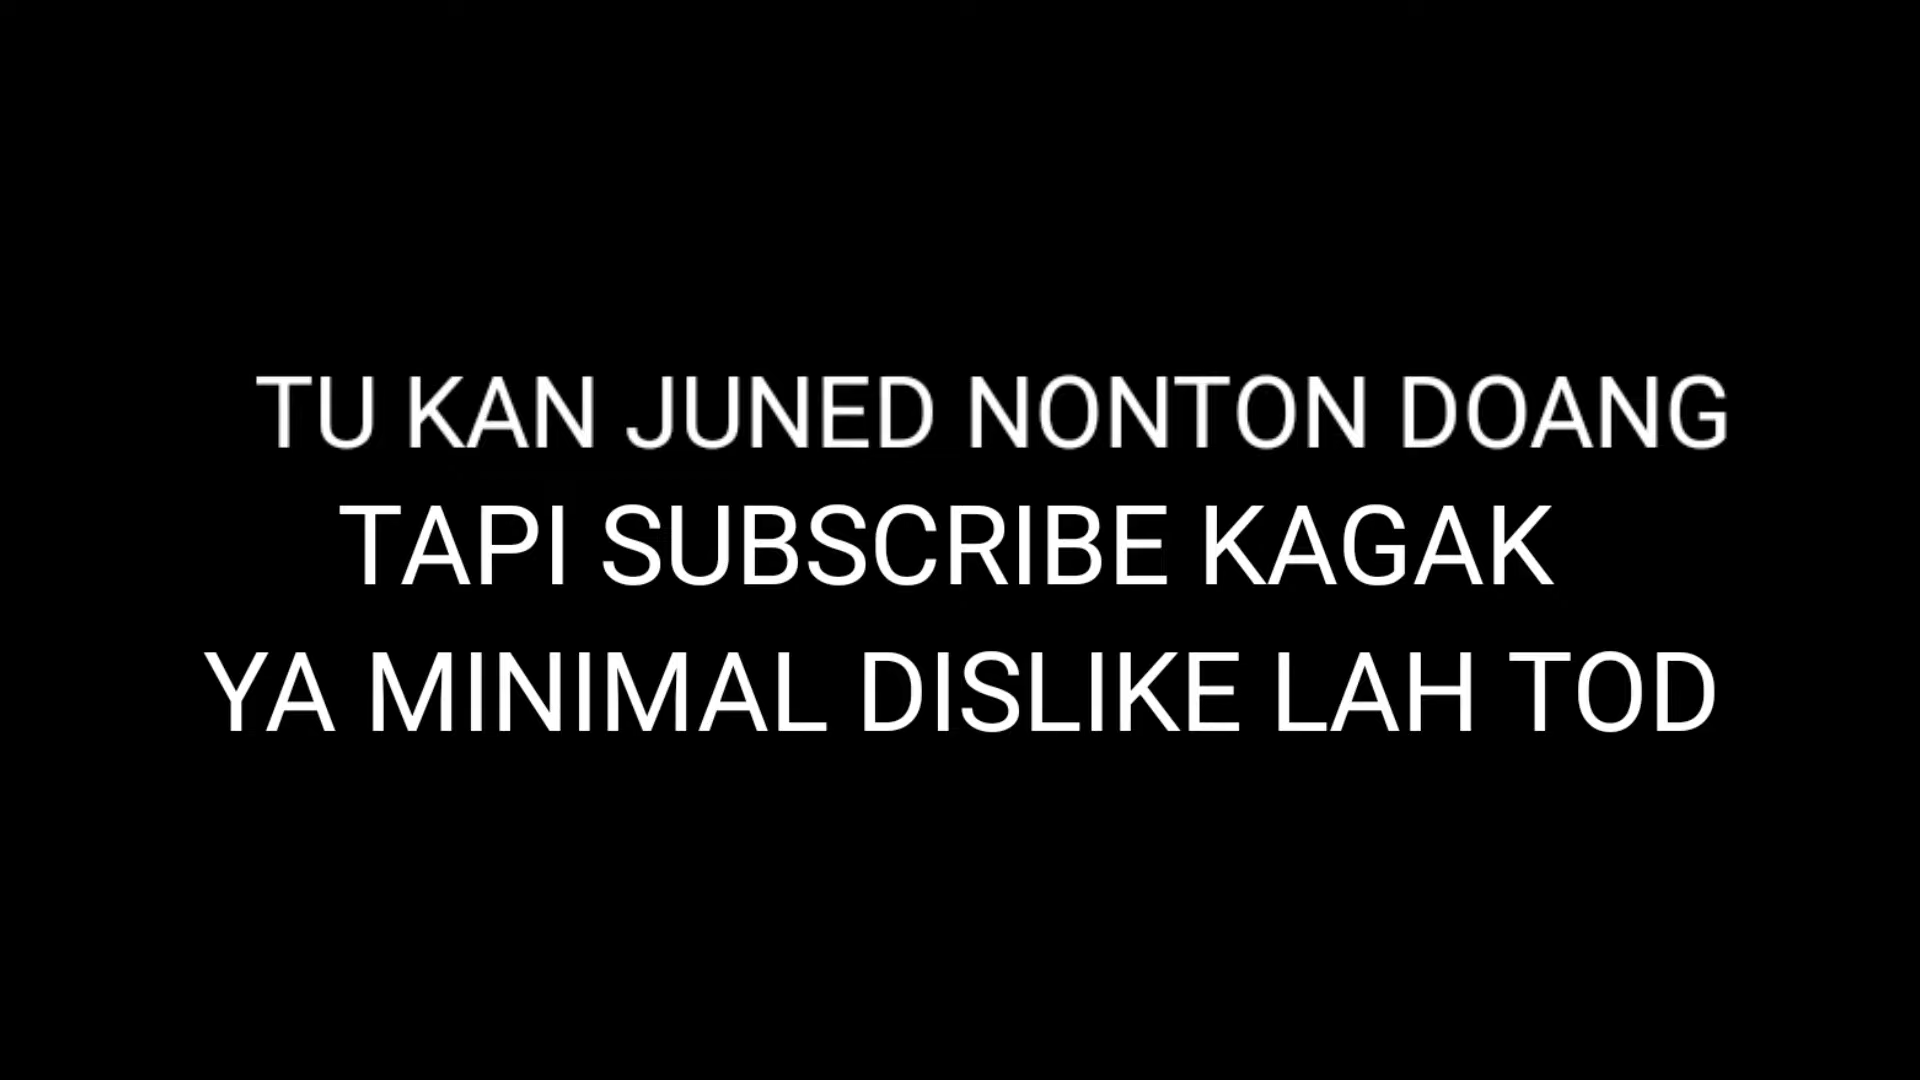 TU KAN JUNED NONTON DOANG
TAPI SUBSCRIBE KAGAK
YA MINIMAL DISLIKE LAH TOD